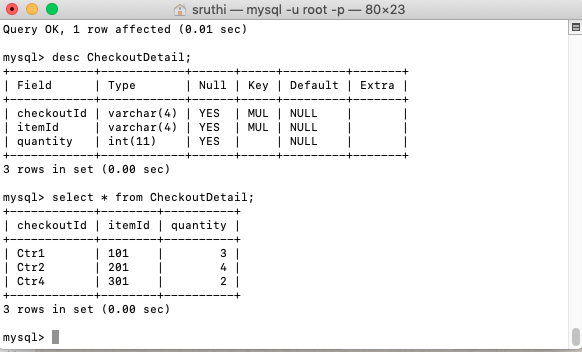 sruthi — mysql -u root -p — 80×23
Query OK, 1 row affected (0.01 sec)
mysql> desc CheckoutDetail;
+------------+------------+------+-----+---------+-------+
| Field      | Type       | Null | Key | Default | Extra |
+------------+------------+------+-----+---------+-------+
| checkoutId | varchar(4) | YES  | MUL | NULL    |       |
| itemId     | varchar(4) | YES  | MUL | NULL    |       |
| quantity   | int(11)    | YES  |     | NULL    |       |
+------------+------------+------+-----+---------+-------+
3 rows in set (0.00 sec)
mysql> select * from CheckoutDetail;
+------------+--------+----------+
| checkoutId | itemId | quantity |
+------------+--------+----------+
| Ctr1       | 101    |        3 |
| Ctr2       | 201    |        4 |
| Ctr4       | 301    |        2 |
+------------+--------+----------+
3 rows in set (0.00 sec)
mysql>